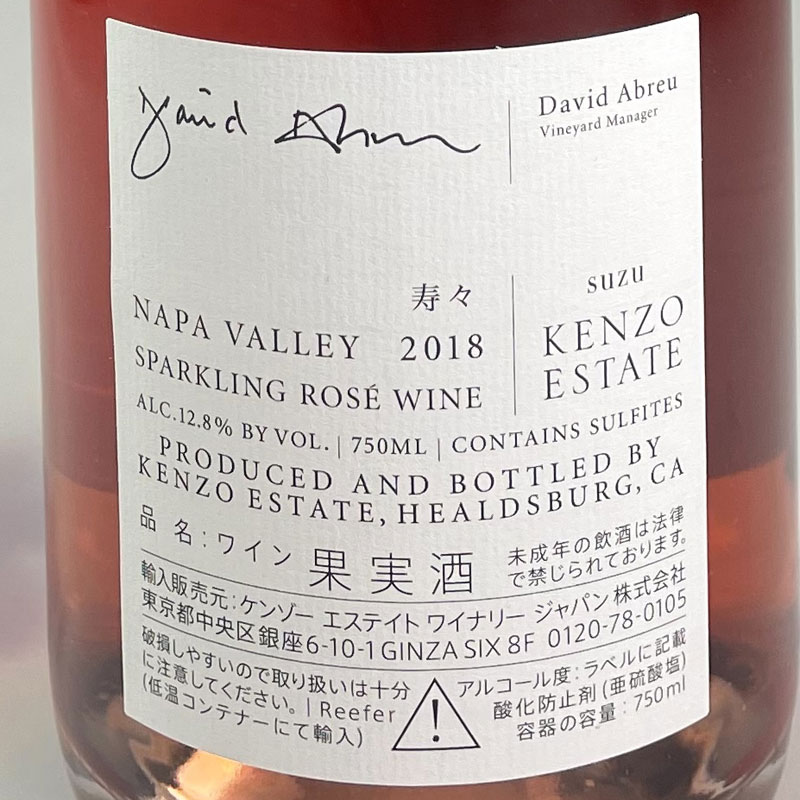 David Abreu
David Abreu
Vineyard Manager
寿々
NAPA VALLEY 2018
SPARKLING ROSÉ WINE
suzu
KENZO
ESTATE
ALC.12.8% BY VOL. | 750ML | CONTAINS SULFITES
PRODUCED AND BOTTLED BY
KENZO ESTATE, HEALDSBURG, CA
品名:ワイン 果実酒
未成年の飲酒は法律
で禁じられております。
輸入販売元:ケンゾー エステイト ワイナリー ジャパン 株式会社
東京都中央区銀座6-10-1 GINZA SIX 8F 0120-78-0105
破損しやすいので取り扱いは十分
に注意してください。| Reefer
(低温コンテナーにて輸入)
!
アルコール度:ラベルに記載
酸化防止剤(亜硫酸塩)
容器の容量:750ml